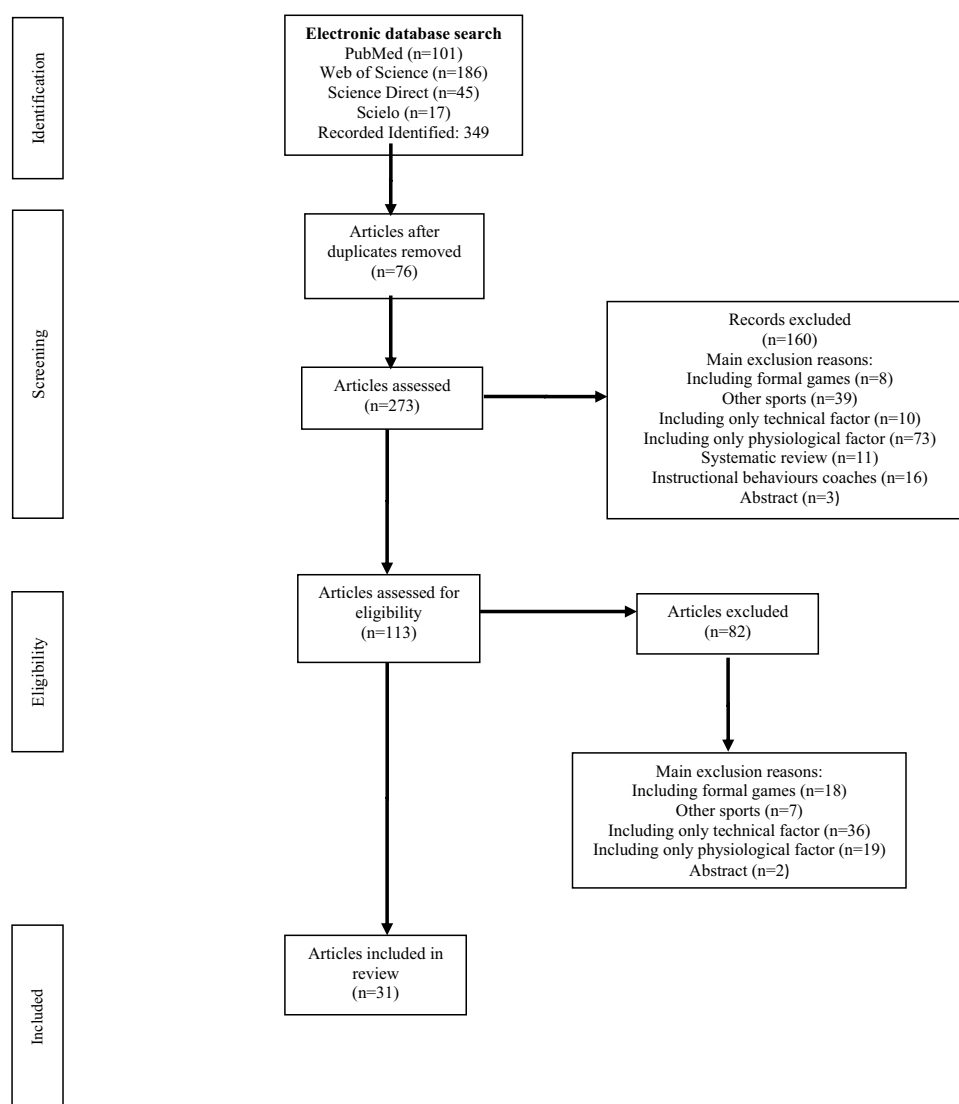 Identification
Electronic database search
PubMed (n=101)
Web of Science (n=186)
Science Direct (n=45)
Scielo (n=17)
Recorded Identified: 349
Screening
Articles after
duplicates removed
(n=76)
Articles assessed
(n=273)
Records excluded
(n=160)
Main exclusion reasons:
Including formal games (n=8)
Other sports (n=39)
Including only technical factor (n=10)
Including only physiological factor (n=73)
Systematic review (n=11)
Instructional behaviours coaches (n=16)
Abstract (n=3)
Eligibility
Articles assessed for
eligibility
(n=113)
Articles excluded
(n=82)
Main exclusion reasons:
Including formal games (n=18)
Other sports (n=7)
Including only technical factor (n=36)
Including only physiological factor (n=19)
Abstract (n=2)
Included
Articles included in
review
(n=31)